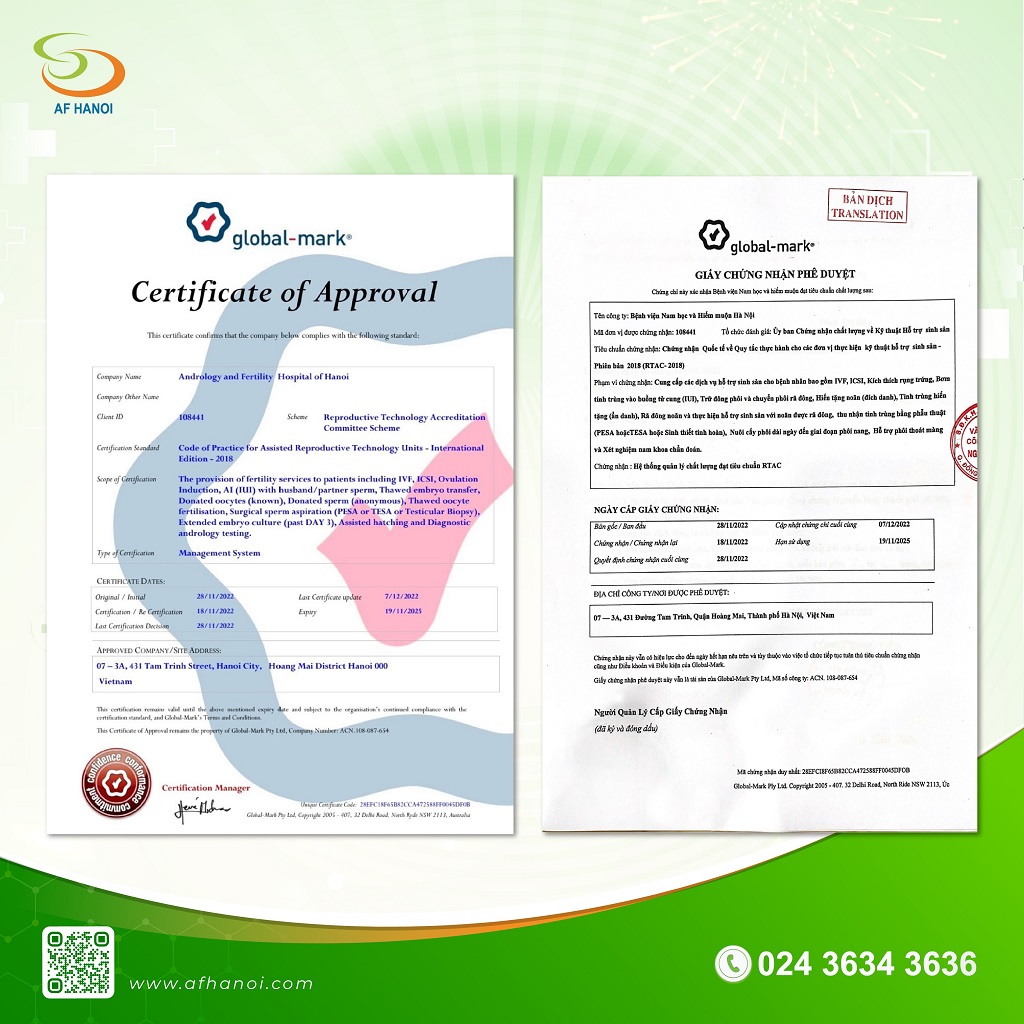 AF HANOI
global-mark®
Certificate of Approval
This certificate confirms that the company below complies with the following standard:
Company Name Andrology and Fertility Hospital of Hanoi
Company Other Name
Client ID 108441 Scheme Reproductive Technology Accreditation
Committee Scheme
Certification Standard Code of Practice for Assisted Reproductive Technology Units - International
Edition - 2018
Scope of Certification The provision of fertility services to patients including IVF, ICSI, Ovulation
Induction, AI (IUI) with husband/partner sperm, Thawed embryo transfer,
Donated oocytes (known), Donated sperm (anonymous), Thawed oocyte
fertilisation, Surgical sperm aspiration (PESA or TESA or Testicular Biopsy),
Extended embryo culture (past DAY 3), Assisted hatching and Diagnostic
andrology testing.
Type of Certification Management System
CERTIFICATE DATES:
Original / Initial 28/11/2022 Last Certificate update 7/12/2022
Certification / Re Certification 18/11/2022 Expiry 19/11/2025
Last Certification Decision 28/11/2022
APPROVED COMPANY/SITE ADDRESS:
07 – 3A, 431 Tam Trinh Street, Hanoi City, Hoang Mai District Hanoi 000
Vietnam
This certification remains valid until the above mentioned expiry date and subject to the organisation's continued compliance with the
certification standard, and Global-Mark's Terms and Conditions.
This Certificate of Approval remains the property of Global-Mark Pty Ltd, Company Number: ACN.108-087-654
confidence conformance commitment
Certification Manager
Unique Certificate Code: 28EFC18F65B82CCA472588FF0045DF0B
Global-Mark Pty Ltd, Copyright 2005 - 407, 32 Delhi Road, North Ryde NSW 2113, Australia
BẢN DỊCH
TRANSLATION
global-mark®
GIẤY CHỨNG NHẬN PHÊ DUYỆT
Chứng chỉ này xác nhận Bệnh viện Nam học và hiếm muộn đạt tiêu chuẩn chất lượng sau:
Tên công ty: Bệnh viện Nam học và Hiếm muộn Hà Nội
Mã đơn vị được chứng nhận: 108441 Tổ chức đánh giá: Ủy ban Chứng nhận chất lượng về Kỹ thuật Hỗ trợ sinh sản
Tiêu chuẩn chứng nhận: Chứng nhận Quốc tế về Quy tắc thực hành cho các đơn vị thực hiện kỹ thuật hỗ trợ sinh sản -
Phiên bản 2018 (RTAC- 2018)
Phạm vi chứng nhận: Cung cấp các dịch vụ hỗ trợ sinh sản cho bệnh nhân bao gồm IVF, ICSI, Kích thích rụng trứng, Bơm
tinh trùng vào buồng tử cung (IUI), Trữ đông phôi và chuyển phôi rã đông, Hiến tặng noãn (đích danh), Tinh trùng hiến
tặng (ẩn danh), Rã đông noãn và thực hiện hỗ trợ sinh sản với noãn được rã đông, thu nhận tinh trùng bằng phẫu thuật
(PESA hoặcTESA hoặc Sinh thiết tinh hoàn), Nuôi cấy phôi dài ngày đến giai đoạn phôi nang, Hỗ trợ phôi thoát màng
và Xét nghiệm nam khoa chẩn đoán.
Chứng nhận : Hệ thống quản lý chất lượng đạt tiêu chuẩn RTAC
NGÀY CẤP GIẤY CHỨNG NHẬN:
Bản gốc / Ban đầu 28/11/2022 Cập nhật chứng chỉ cuối cùng 07/12/2022
Chứng nhận / Chứng nhận lại 18/11/2022 Hạn sử dụng 19/11/2025
Quyết định chứng nhận cuối cùng 28/11/2022
ĐỊA CHỈ CÔNG TY/NƠI ĐƯỢC PHÊ DUYỆT:
07 — 3A, 431 Đường Tam Trinh, Quận Hoàng Mai, Thành phố Hà Nội, Việt Nam
Chứng nhận này vẫn có hiệu lực cho đến ngày hết hạn nêu trên và tùy thuộc vào việc tổ chức tiếp tục tuân thủ tiêu chuẩn chứng nhận
cũng như Điều khoản và Điều kiện của Global-Mark.
Giấy chứng nhận phê duyệt này vẫn là tài sản của Global-Mark Pty Ltd, Mã số công ty: ACN. 108-087-654
Người Quản Lý Cấp Giấy Chứng Nhận
(đã ký và đóng dấu)
Mã chứng nhận duy nhất: 28EFC18F65B82CCA472588FF0045DF0B
Global-Mark Pty Ltd, Copyright 2005 - 407, 32 Delhi Road, North Ride NSW 2113, Úc
www.afhanoi.com
024 3634 3636